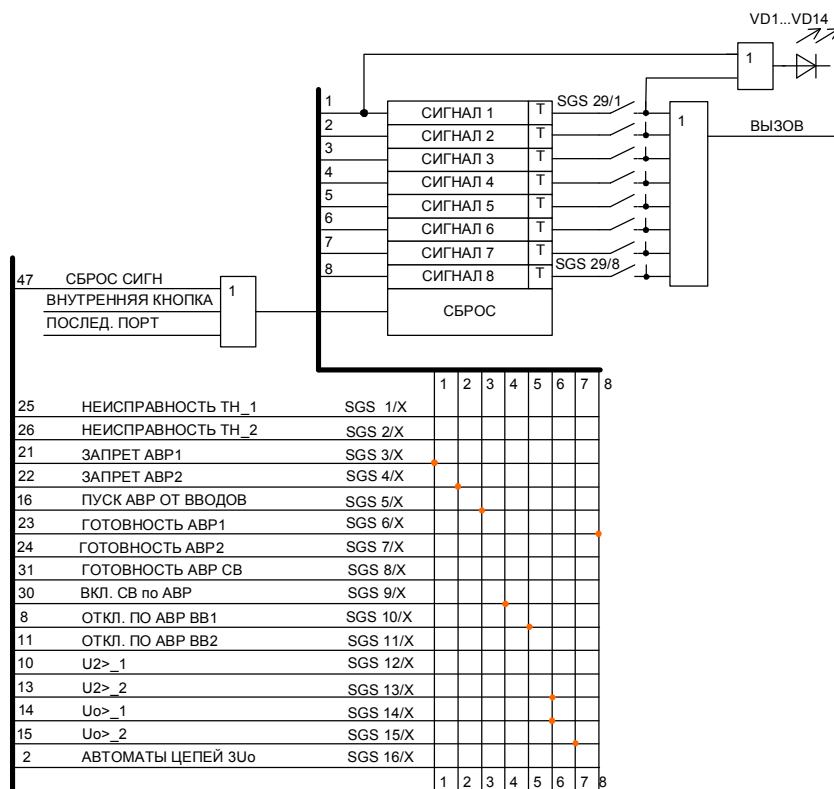 VD1...VD14
1
1
СИГНАЛ 1
T
SGS 29/1
1
ВЫЗОВ
2
СИГНАЛ 2
T
3
СИГНАЛ 3
T
4
СИГНАЛ 4
T
5
СИГНАЛ 5
T
6
СИГНАЛ 6
T
7
СИГНАЛ 7
T
8
СИГНАЛ 8
T
SGS 29/8
СБРОС
47 СБРОС СИГН
1
ВНУТРЕННЯЯ КНОПКА
ПОСЛЕД. ПОРТ
1 2 3 4 5 6 7 8
25 НЕИСПРАВНОСТЬ ТН_1 SGS 1/X
26 НЕИСПРАВНОСТЬ ТН_2 SGS 2/X
21 ЗАПРЕТ АВР1 SGS 3/X
22 ЗАПРЕТ АВР2 SGS 4/X
16 ПУСК АВР ОТ ВВОДОВ SGS 5/X
23 ГОТОВНОСТЬ АВР1 SGS 6/X
24 ГОТОВНОСТЬ АВР2 SGS 7/X
31 ГОТОВНОСТЬ АВР СВ SGS 8/X
30 ВКЛ. СВ по АВР SGS 9/X
8 ОТКЛ. ПО АВР ВВ1 SGS 10/X
11 ОТКЛ. ПО АВР ВВ2 SGS 11/X
10 U2>_1 SGS 12/X
13 U2>_2 SGS 13/X
14 Uo>_1 SGS 14/X
15 Uo>_2 SGS 15/X
2 АВТОМАТЫ ЦЕПЕЙ 3Uo SGS 16/X
1 2 3 4 5 6 7 8